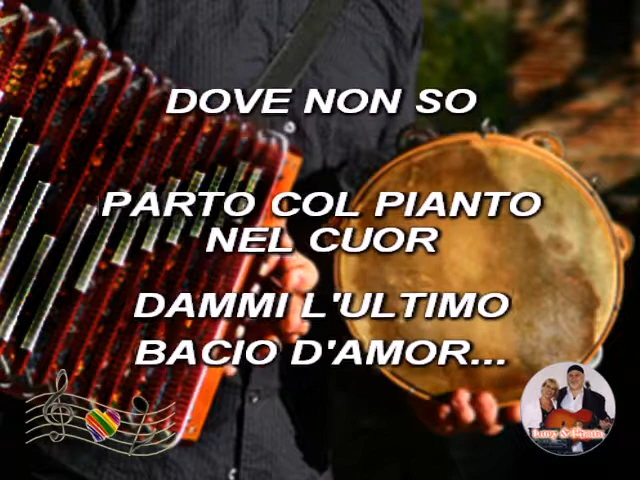 DOVE NON SO
PARTO COL PIANTO
NEL CUOR
DAMMI L'ULTIMO
BACIO D'AMOR...